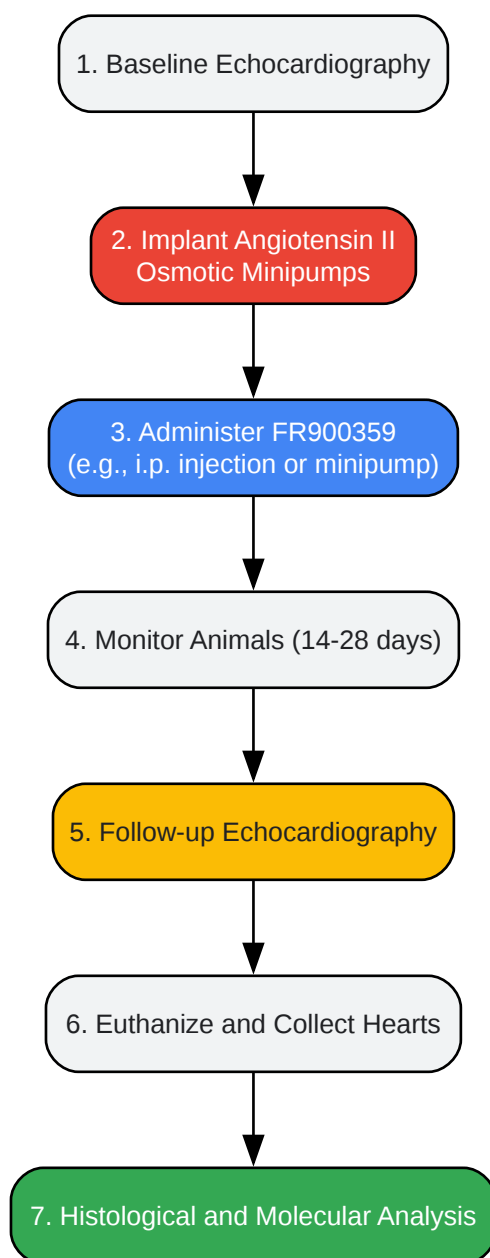 1. Baseline Echocardiography
2. Implant Angiotensin II
Osmotic Minipumps
3. Administer FR900359
(e.g., i.p. injection or minipump)
4. Monitor Animals (14-28 days)
5. Follow-up Echocardiography
6. Euthanize and Collect Hearts
7. Histological and Molecular Analysis